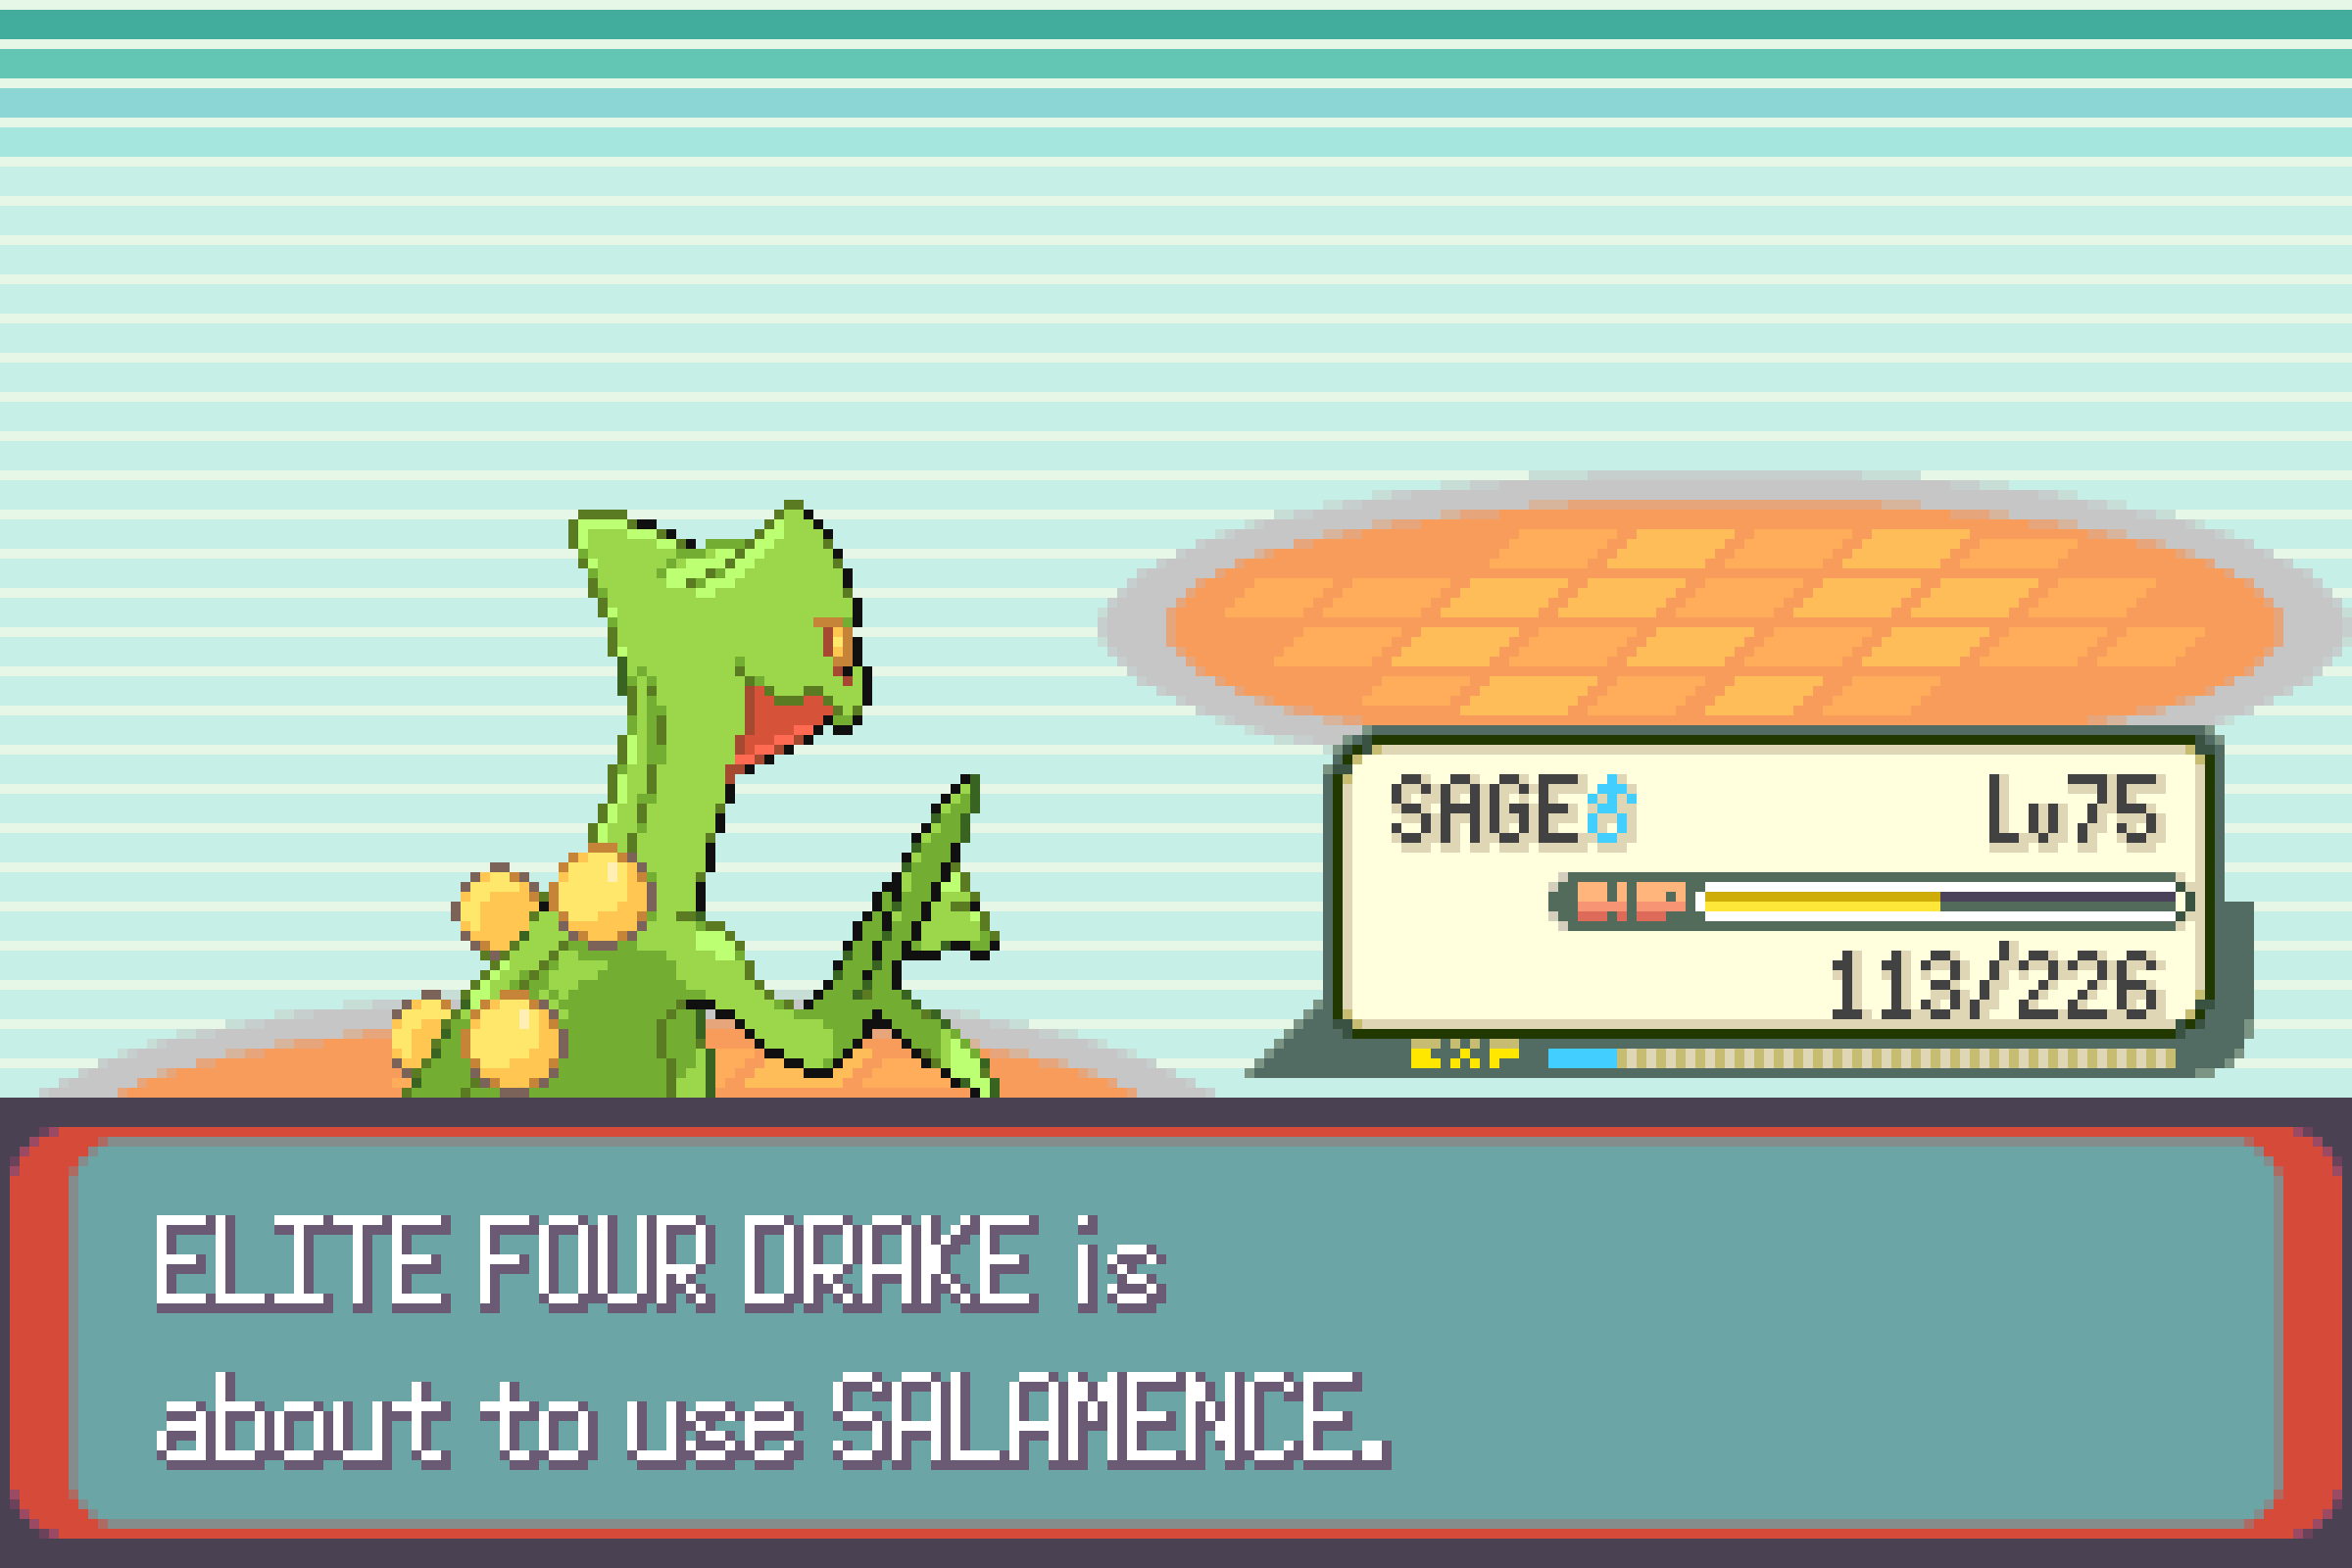 SAGE♂ Lv75
HP
113/226
EXP
ELITE FOUR DRAKE is
about to use SALAMENCE.